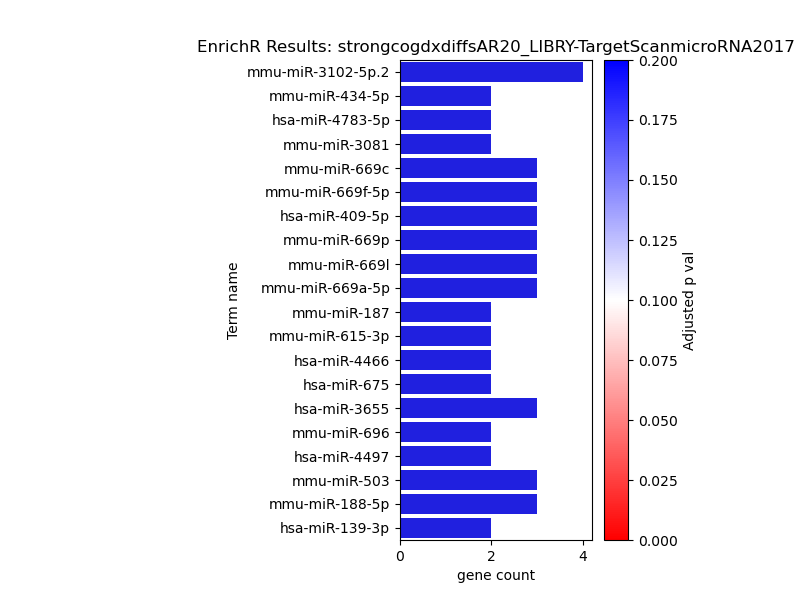 EnrichR Results: strongcogdxdiffsAR20_LIBRY-TargetScanmicroRNA2017
mmu-miR-3102-5p.2
mmu-miR-434-5p
hsa-miR-4783-5p
mmu-miR-3081
mmu-miR-669c
mmu-miR-669f-5p
hsa-miR-409-5p
mmu-miR-669p
mmu-miR-669l
mmu-miR-669a-5p
mmu-miR-187
mmu-miR-615-3p
hsa-miR-4466
hsa-miR-675
hsa-miR-3655
mmu-miR-696
hsa-miR-4497
mmu-miR-503
mmu-miR-188-5p
hsa-miR-139-3p
Term name
0 2 4
gene count
0.200
0.175
0.150
0.125
0.100
0.075
0.050
0.025
0.000
Adjusted p val